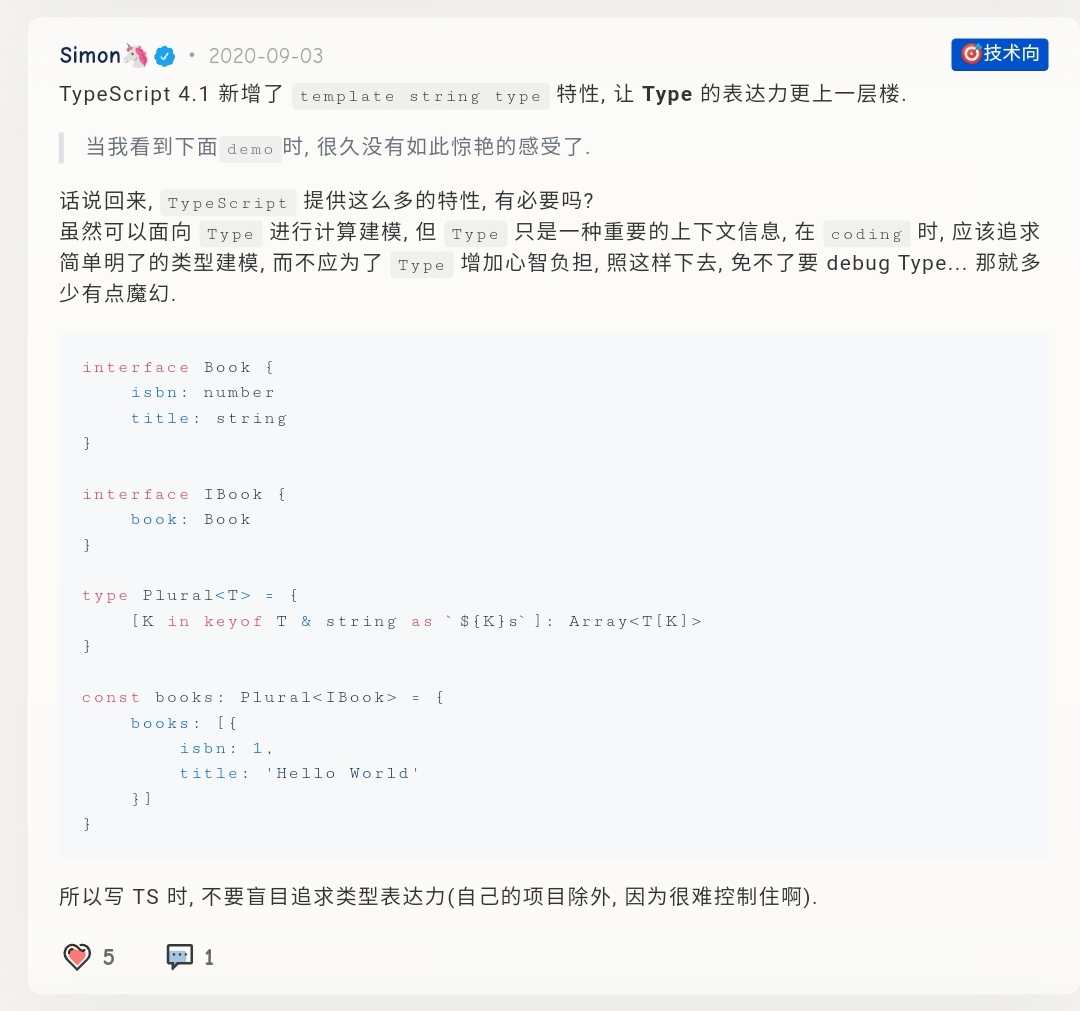 Simon🦄 • 2020-09-03
🎯技术向
TypeScript 4.1 新增了 template string type 特性, 让 Type 的表达力更上一层楼.
当我看到下面 demo 时, 很久没有如此惊艳的感受了.
话说回来, TypeScript 提供这么多的特性, 有必要吗?
虽然可以面向 Type 进行计算建模, 但 Type 只是一种重要的上下文信息, 在 coding 时, 应该追求
简单明了的类型建模, 而不应为了 Type 增加心智负担, 照这样下去, 免不了要 debug Type... 那就多
少有点魔幻.
interface Book {
    isbn: number
    title: string
}
interface IBook {
    book: Book
}
type Plural<T> = {
    [K in keyof T & string as `${K}s`]: Array<T[K]>
}
const books: Plural<IBook> = {
    books: [{
        isbn: 1,
        title: 'Hello World'
    }]
}
所以写 TS 时, 不要盲目追求类型表达力(自己的项目除外, 因为很难控制住啊).
5 1